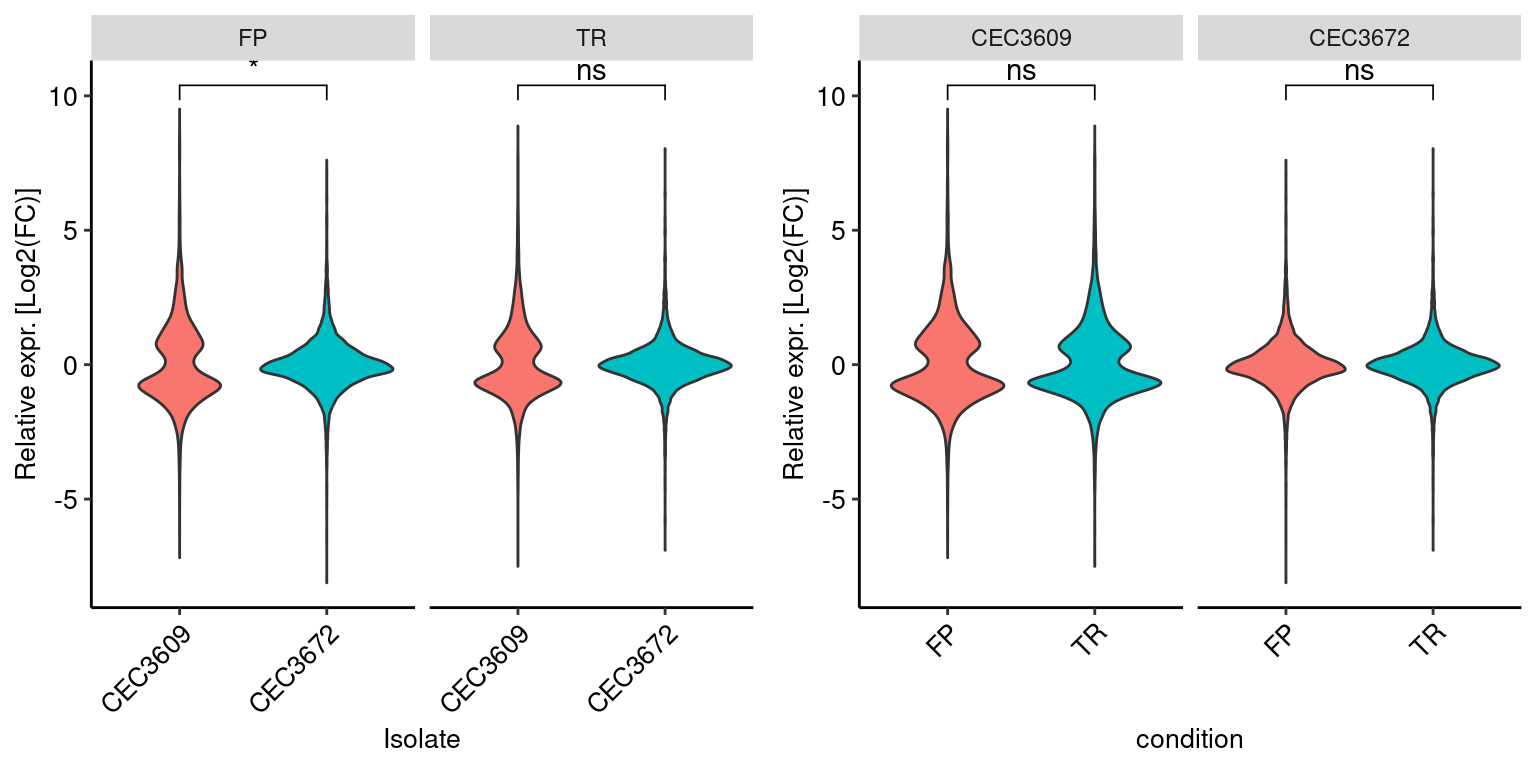 FP TR
* ns
Relative expr. [Log2(FC)]
10
5
0
-5
CEC3609 CEC3672 CEC3609 CEC3672
Isolate
CEC3609 CEC3672
ns ns
Relative expr. [Log2(FC)]
10
5
0
-5
FP TR FP TR
condition